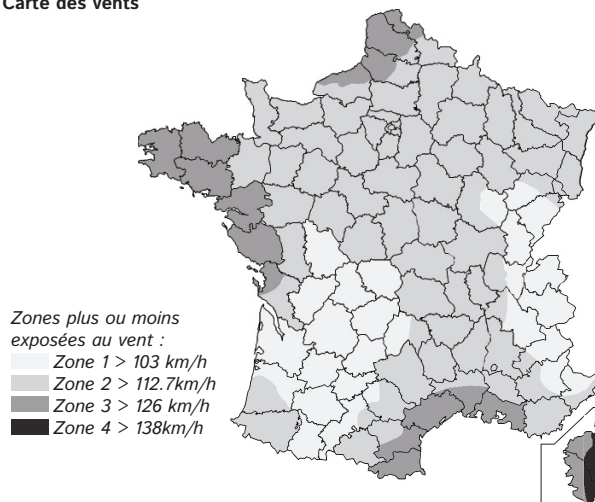 Carte des vents
Zones plus ou moins
exposées au vent :
Zone 1 > 103 km/h
Zone 2 > 112.7km/h
Zone 3 > 126 km/h
Zone 4 > 138km/h